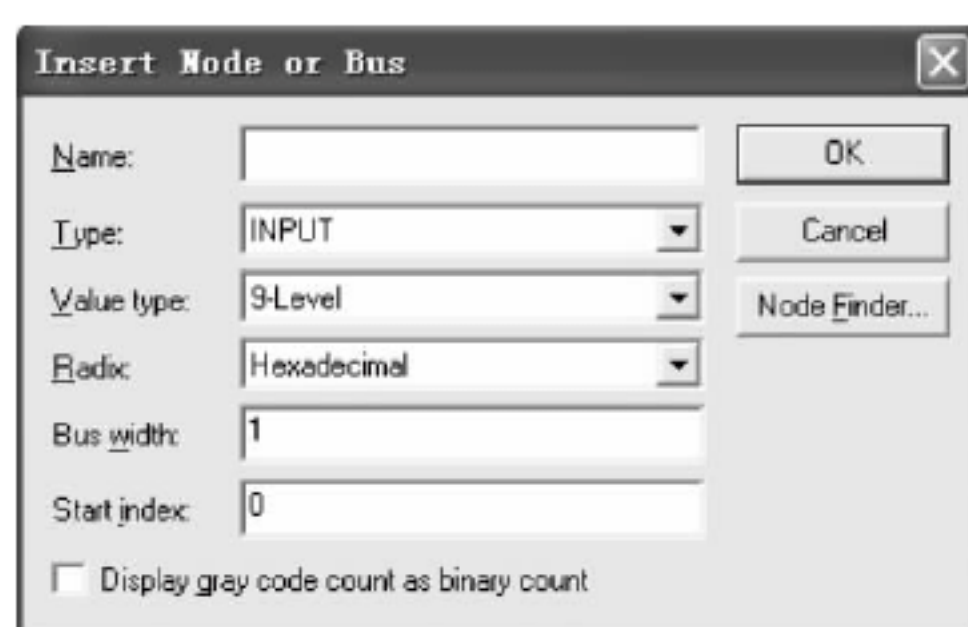 Insert Node or Bus
Name:
OK
Type: INPUT
Cancel
Value type: 9-Level
Node Finder...
Radix: Hexadecimal
Bus width: 1
Start index: 0
Display gray code count as binary count